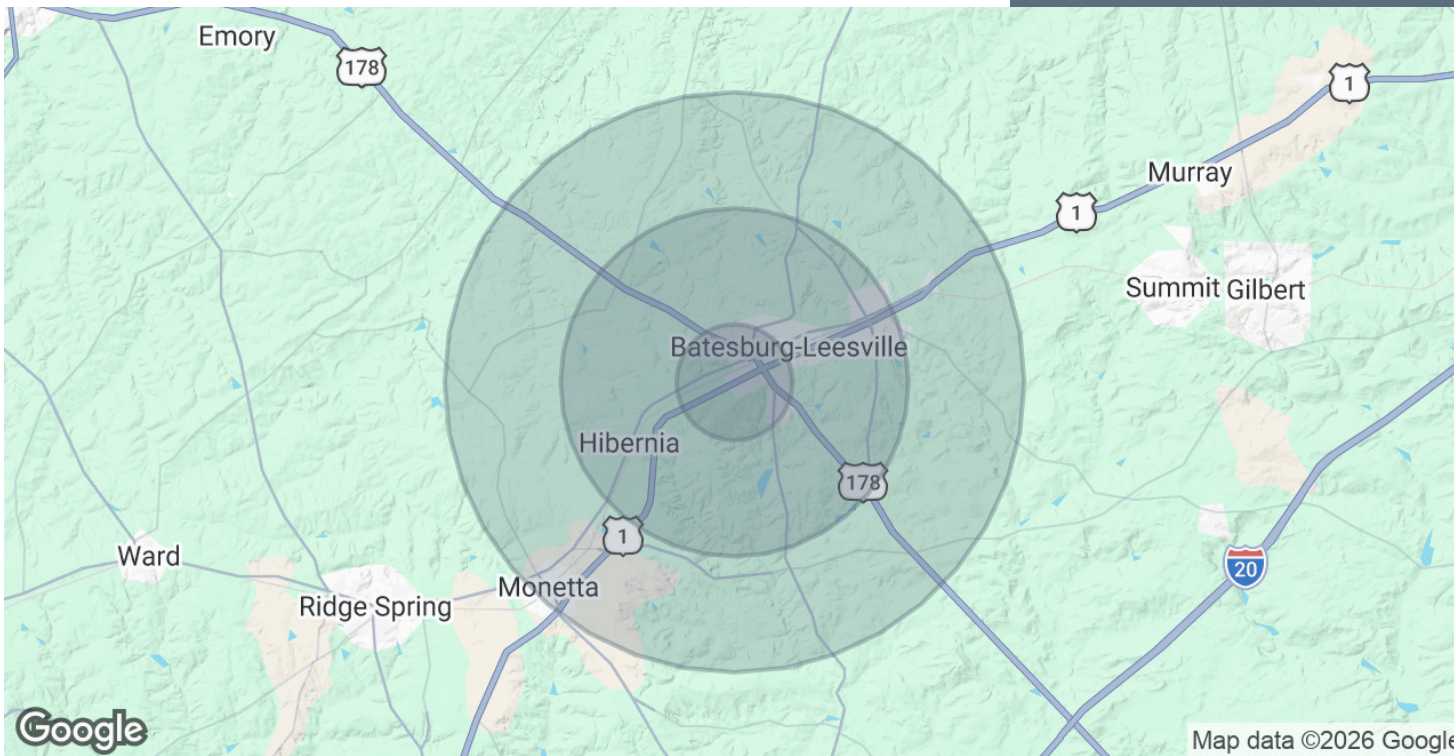 Emory
178
1
Murray
1
Summit
Gilbert
Batesburg-Leesville
Hibernia
178
1
20
Ward
Monetta
Ridge Spring
Google
Map data ©2026 Google